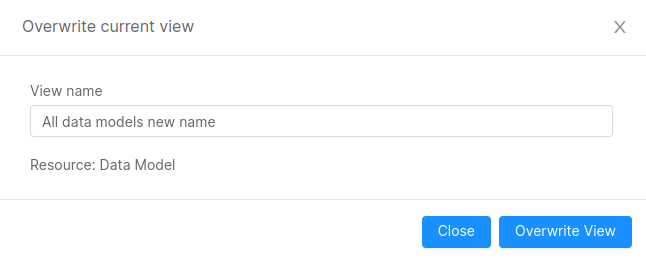 Overwrite current view
X
View name
All data models new name
Resource: Data Model
Close
Overwrite View